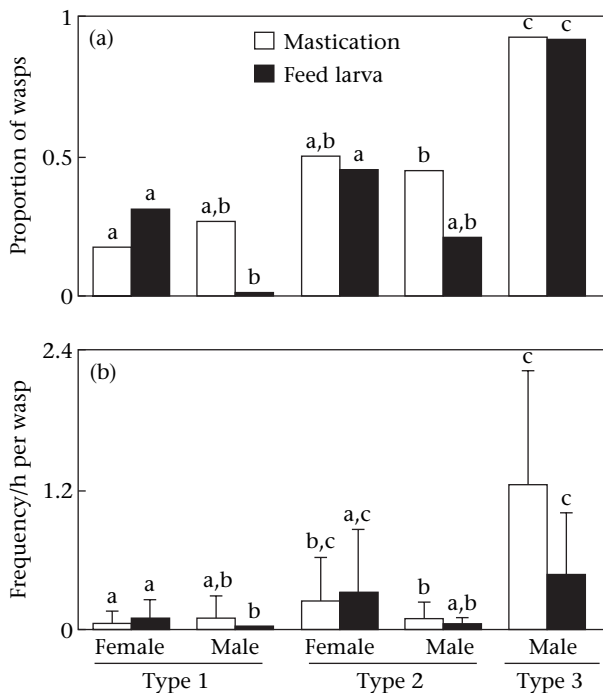 (a)
Mastication
Feed larva
Proportion of wasps
1
0.5
0
a a a,b b a,b a b a,b c c
(b)
Frequency/h per wasp
2.4
1.2
0
a a a,b b b,c a,c b a,b c c
Female Male Female Male Male
Type 1 Type 2 Type 3